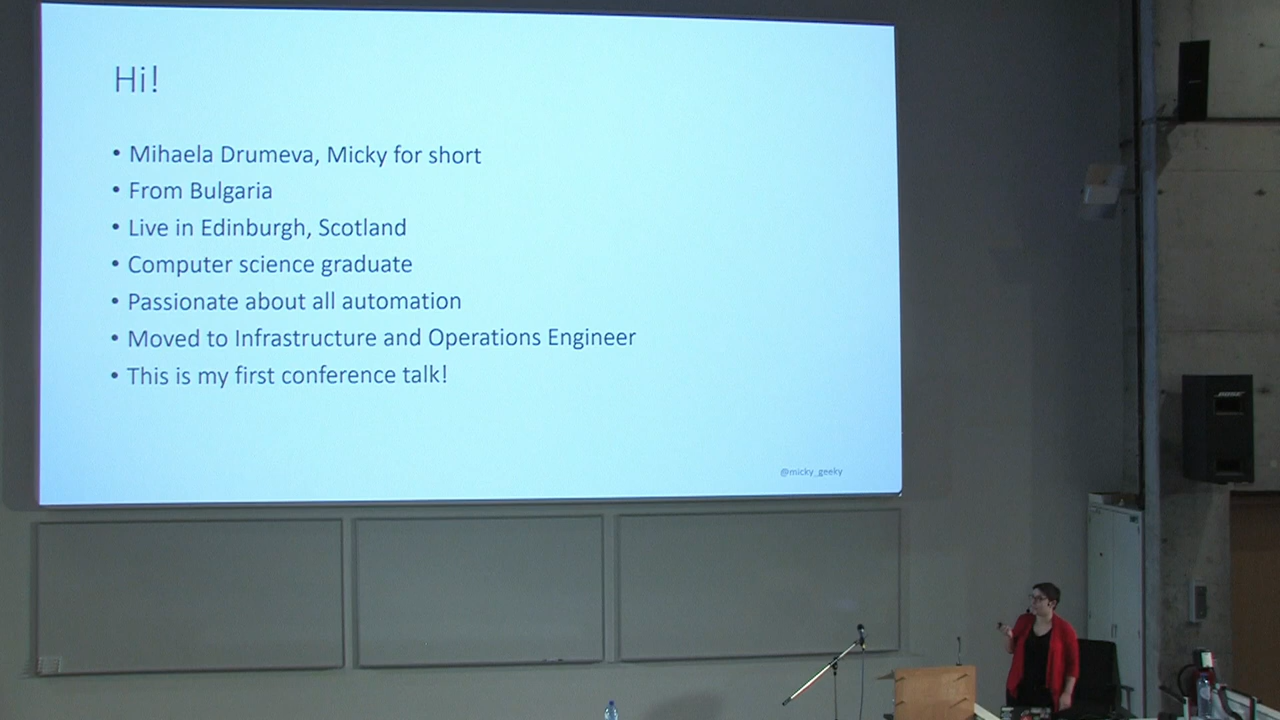 Hi!
• Mihaela Drumeva, Micky for short
• From Bulgaria
• Live in Edinburgh, Scotland
• Computer science graduate
• Passionate about all automation
• Moved to Infrastructure and Operations Engineer
• This is my first conference talk!
@micky_geeky